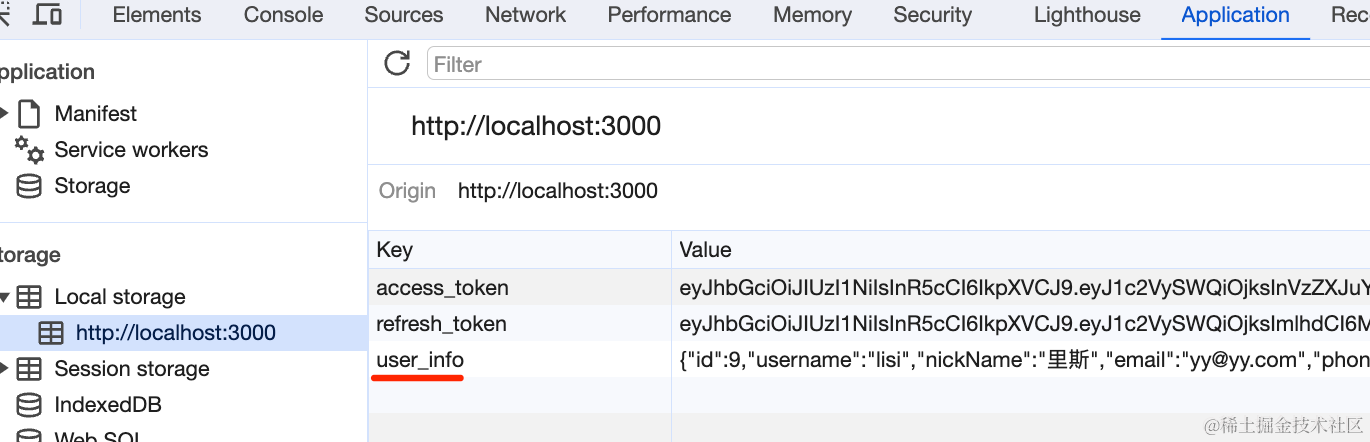 Elements Console Sources Network Performance Memory Security Lighthouse Application Rec
pplication
Filter
Manifest
http://localhost:3000
Service workers
Storage
Origin http://localhost:3000
torage
Key Value
Local storage
access_token eyJhbGciOiJIUzI1NiIsInR5cCI6IkpXVCJ9.eyJ1c2VySWQiOjksInVzZXJuY
http://localhost:3000
refresh_token eyJhbGciOiJIUzI1NiIsInR5cCI6IkpXVCJ9.eyJ1c2VySWQiOjksImlhdCI6M
Session storage
user_info {"id":9,"username":"lisi","nickName":"里斯","email":"yy@yy.com","phon
IndexedDB
Web SQL
@稀土掘金技术社区